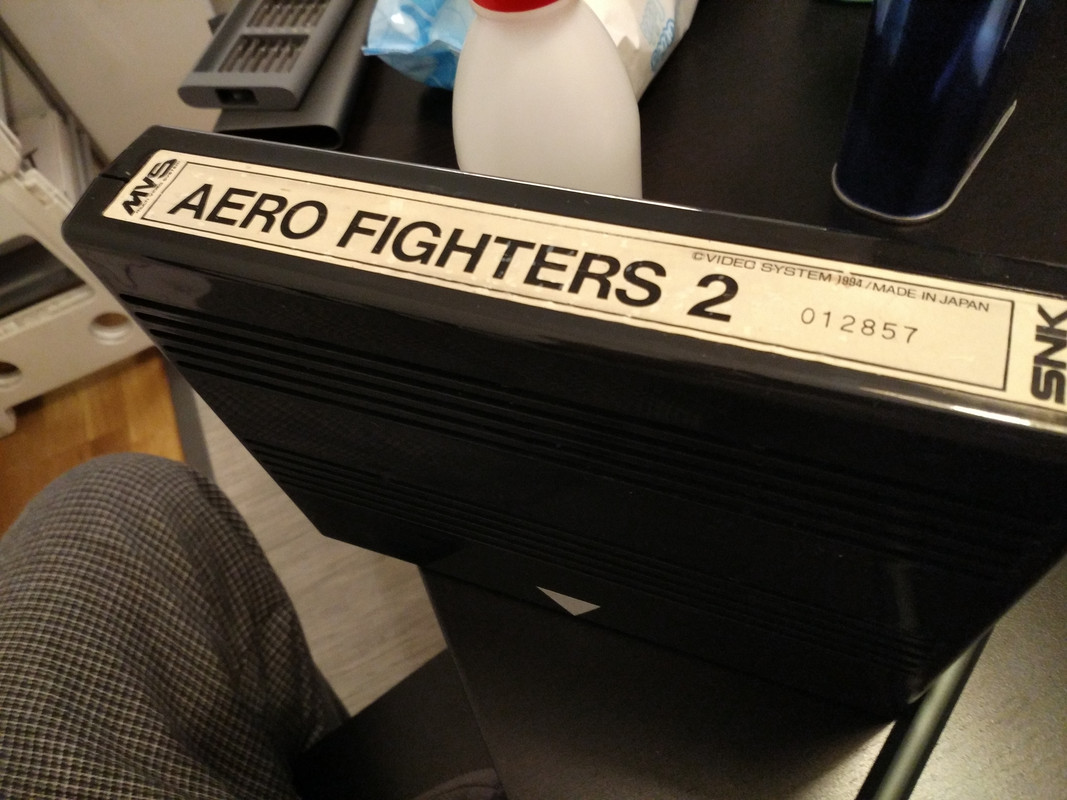 MVS
AERO FIGHTERS 2
©VIDEO SYSTEM 1994/MADE IN JAPAN
012857
SNK